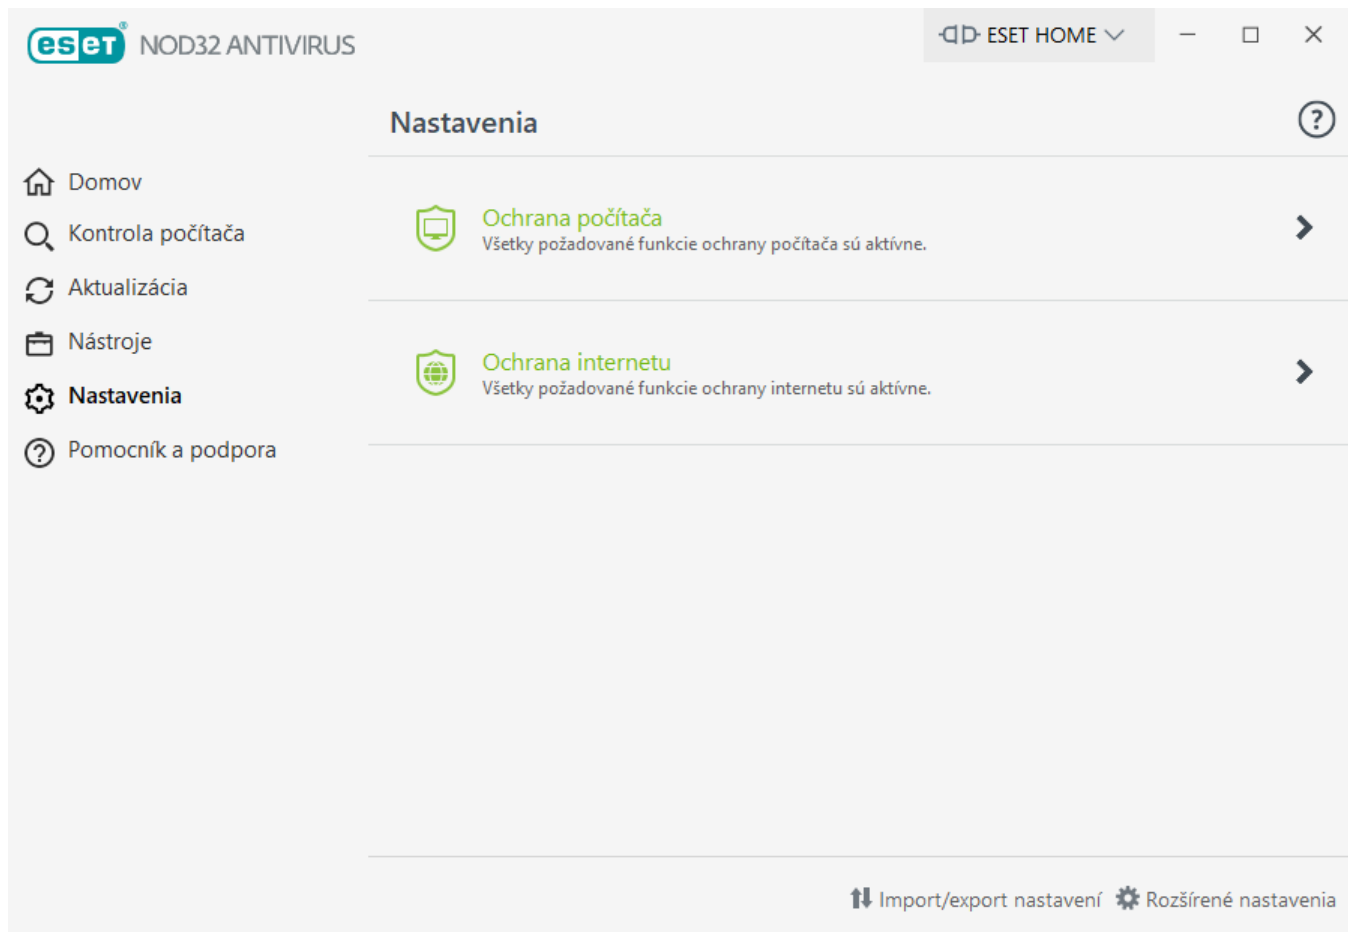 eset® NOD32 ANTIVIRUS
ESET HOME
Nastavenia
Domov
Kontrola počítača
Aktualizácia
Nástroje
Nastavenia
Pomocník a podpora
Ochrana počítača
Všetky požadované funkcie ochrany počítača sú aktívne.
Ochrana internetu
Všetky požadované funkcie ochrany internetu sú aktívne.
Import/export nastavení Rozšírené nastavenia